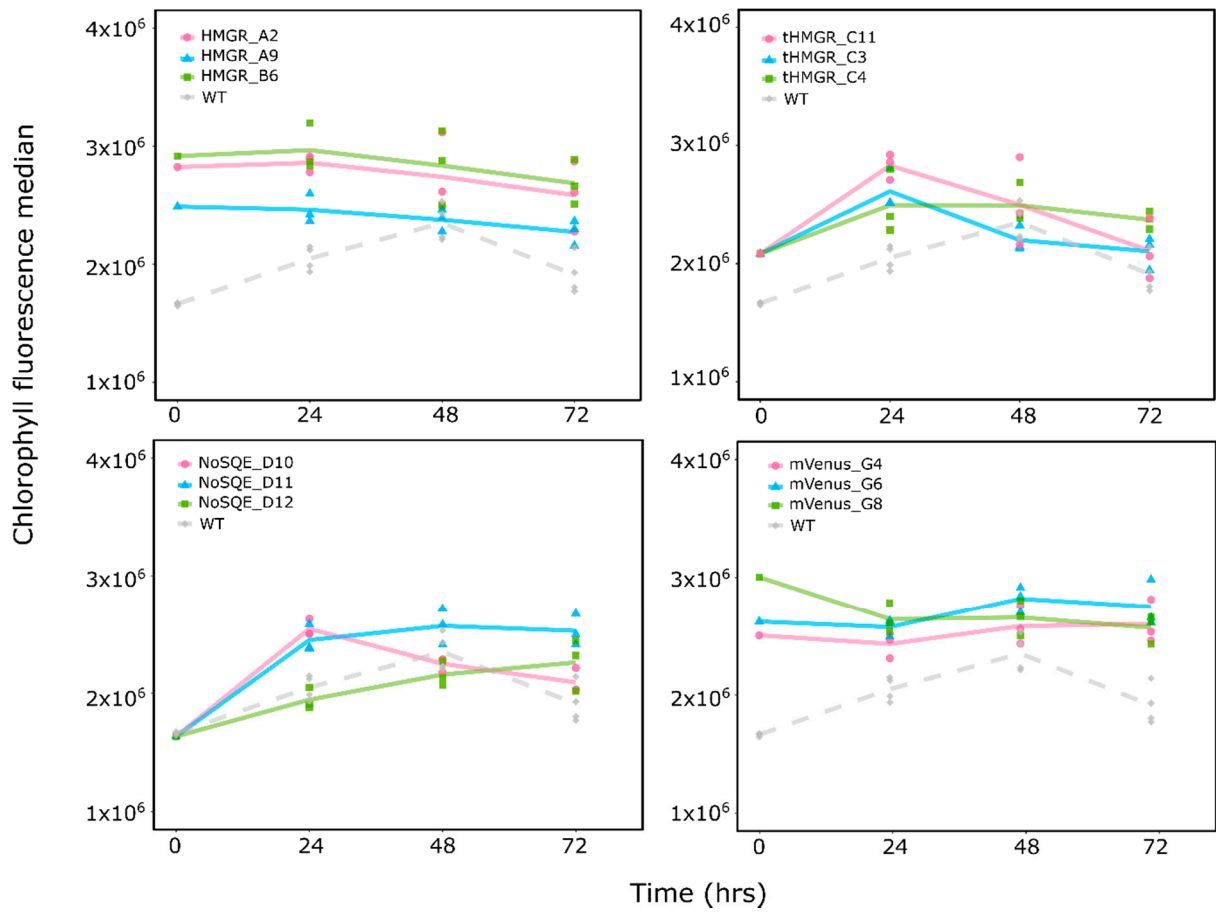 Chlorophyll fluorescence median
4x10⁶
3x10⁶
2x10⁶
1x10⁶
HMGR_A2
HMGR_A9
HMGR_B6
WT
0 24 48 72
4x10⁶
3x10⁶
2x10⁶
1x10⁶
tHMGR_C11
tHMGR_C3
tHMGR_C4
WT
0 24 48 72
4x10⁶
3x10⁶
2x10⁶
1x10⁶
NoSQE_D10
NoSQE_D11
NoSQE_D12
WT
0 24 48 72
4x10⁶
3x10⁶
2x10⁶
1x10⁶
mVenus_G4
mVenus_G6
mVenus_G8
WT
0 24 48 72
Time (hrs)